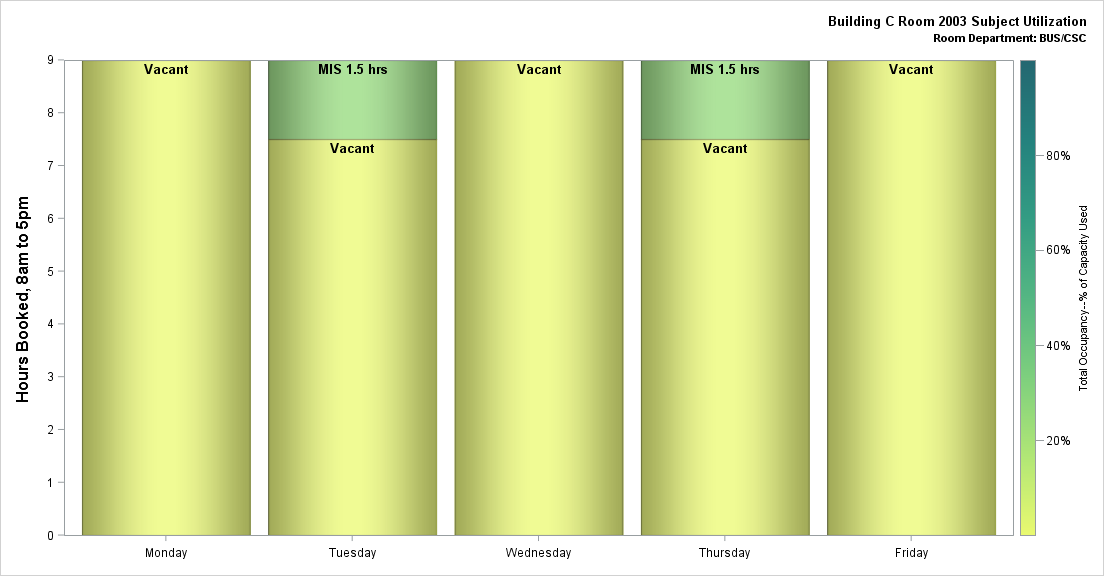 Building C Room 2003 Subject Utilization
Room Department: BUS/CSC
Hours Booked, 8am to 5pm
9
8
7
6
5
4
3
2
1
0
Vacant
MIS 1.5 hrs
Vacant
Vacant
MIS 1.5 hrs
Vacant
Vacant
Monday
Tuesday
Wednesday
Thursday
Friday
80%
60%
40%
20%
Total Occupancy--% of Capacity Used